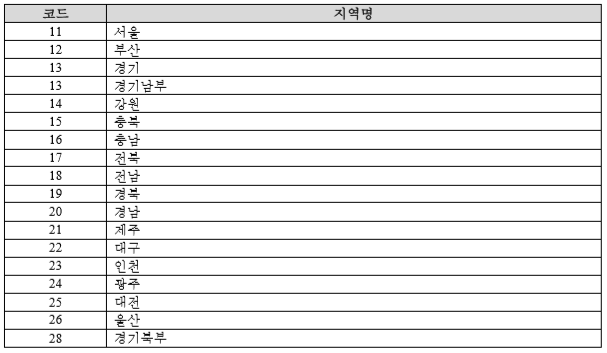 코드 지역명
11 서울
12 부산
13 경기
13 경기남부
14 강원
15 충북
16 충남
17 전북
18 전남
19 경북
20 경남
21 제주
22 대구
23 인천
24 광주
25 대전
26 울산
28 경기북부